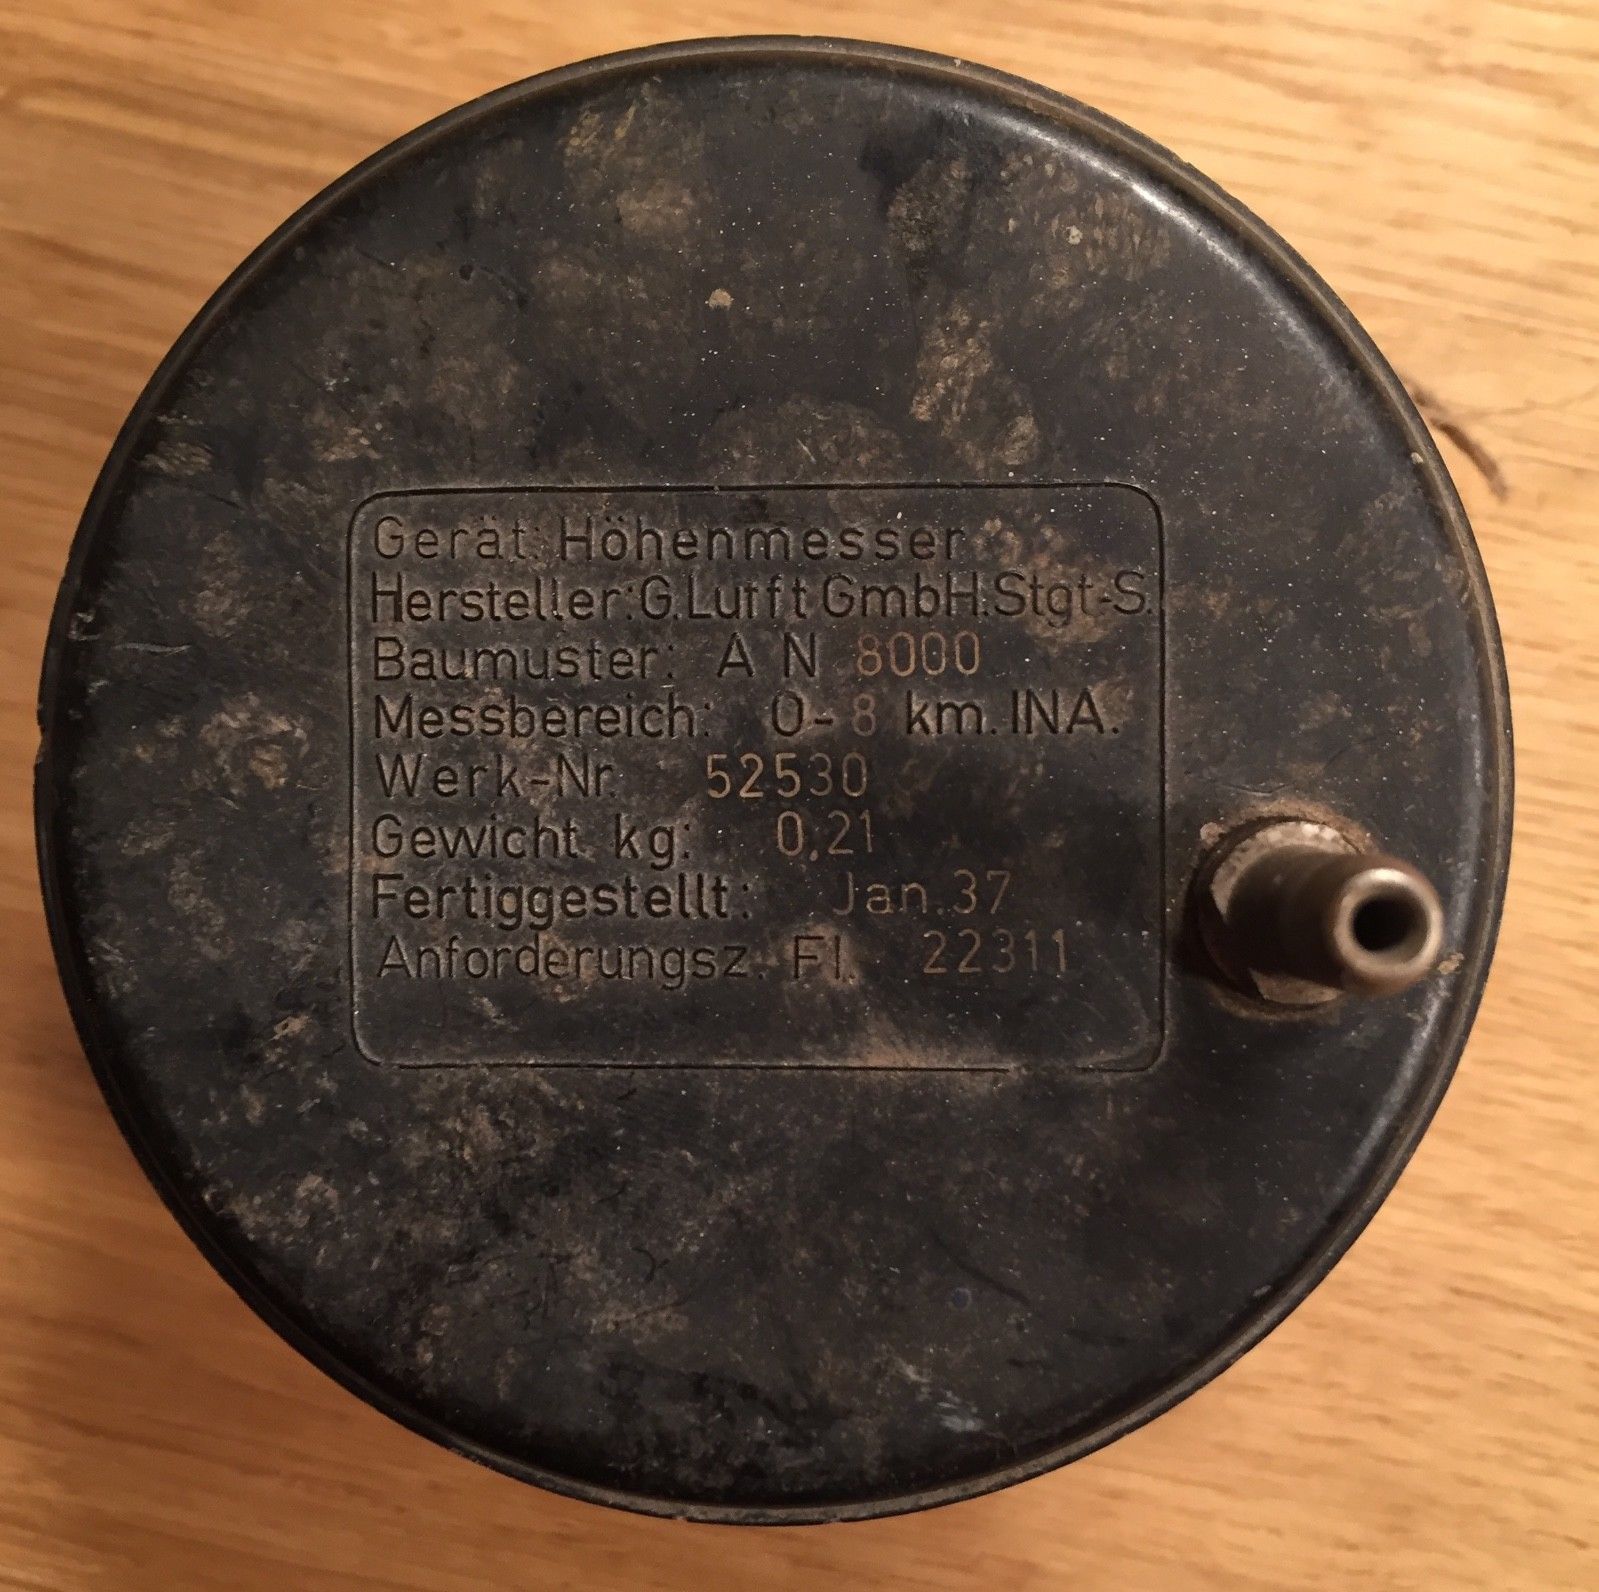 Gerät: Höhenmesser
Hersteller: G. Lufft GmbH. Stgt-S.
Baumuster: A N 8000
Messbereich: 0-8 km. INA.
Werk-Nr. 52530
Gewicht kg: 0,21
Fertiggestellt: Jan. 37
Anforderungsz. Fl. 22311